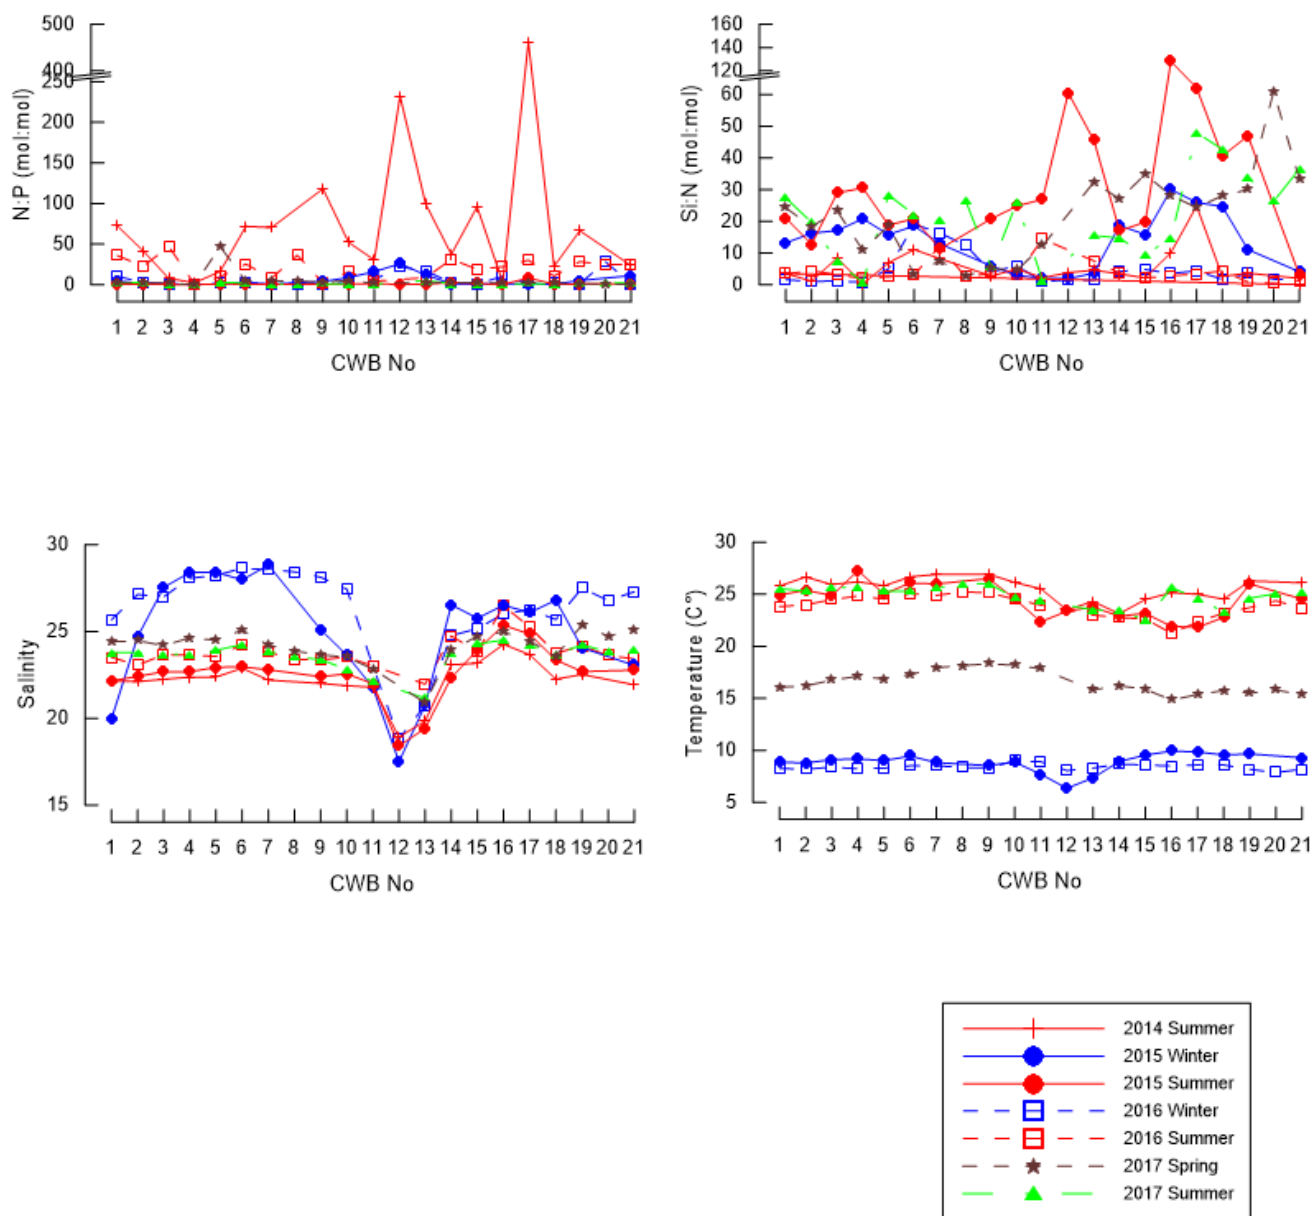 500
400
250
200
150
100
50
0
N:P (mol:mol)
1 2 3 4 5 6 7 8 9 10 11 12 13 14 15 16 17 18 19 20 21
CWB No
160
140
120
60
50
40
30
20
10
0
Si:N (mol:mol)
1 2 3 4 5 6 7 8 9 10 11 12 13 14 15 16 17 18 19 20 21
CWB No
30
25
20
15
Salinity
1 2 3 4 5 6 7 8 9 10 11 12 13 14 15 16 17 18 19 20 21
CWB No
30
25
20
15
10
5
Temperature (C°)
1 2 3 4 5 6 7 8 9 10 11 12 13 14 15 16 17 18 19 20 21
CWB No
2014 Summer
2015 Winter
2015 Summer
2016 Winter
2016 Summer
2017 Spring
2017 Summer